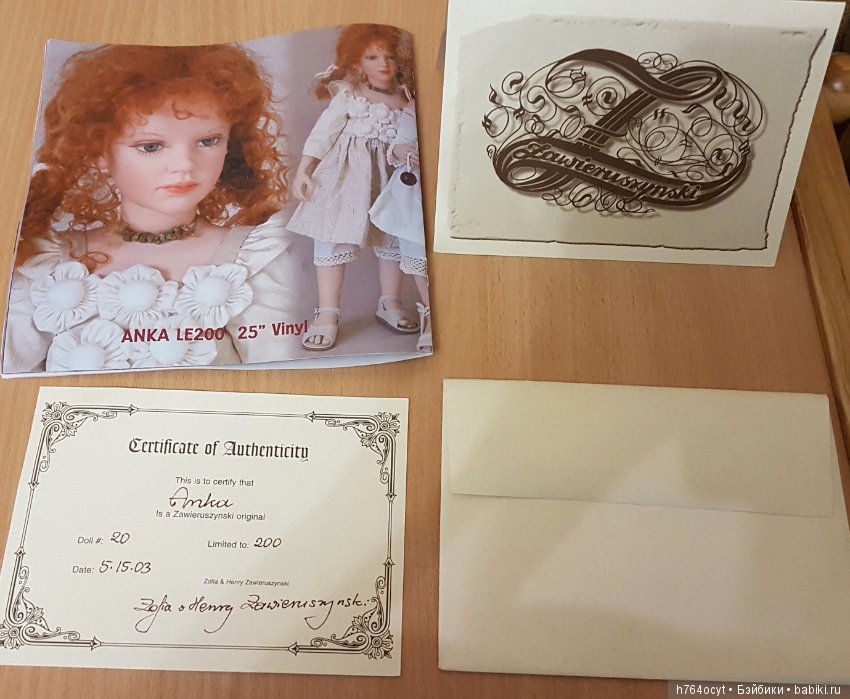 ANKA LE200 25" Vinyl
Zawieruszynski
Certificate of Authenticity
This is to certify that
Anka
Is a Zawieruszynski original
Doll #: 20
Limited to: 200
Date: 5.15.03
Zofia & Henry Zawieruszynski
Zofia & Henry Zawieruszynski
h764ocyt • Бэйбики • babiki.ru